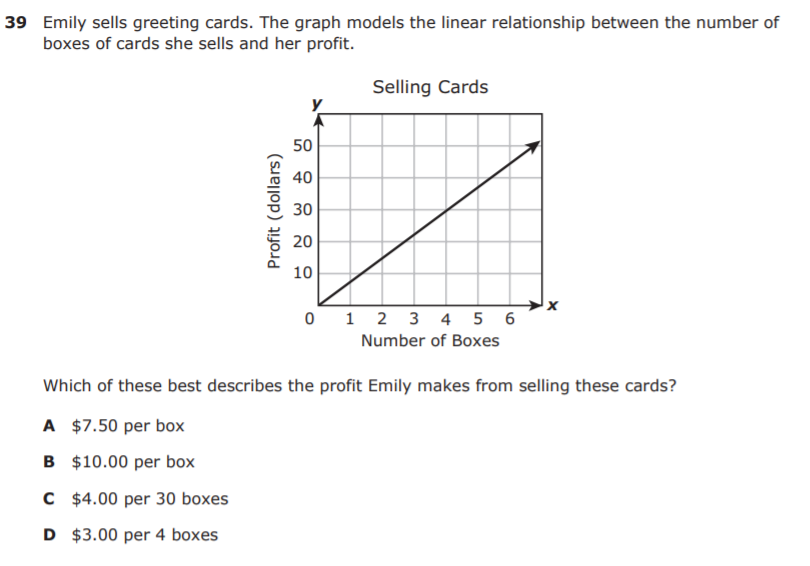 39 Emily sells greeting cards. The graph models the linear relationship between the number of
boxes of cards she sells and her profit.
Selling Cards
y
Profit (dollars)
50
40
30
20
10
0 1 2 3 4 5 6
x
Number of Boxes
Which of these best describes the profit Emily makes from selling these cards?
A $7.50 per box
B $10.00 per box
C $4.00 per 30 boxes
D $3.00 per 4 boxes